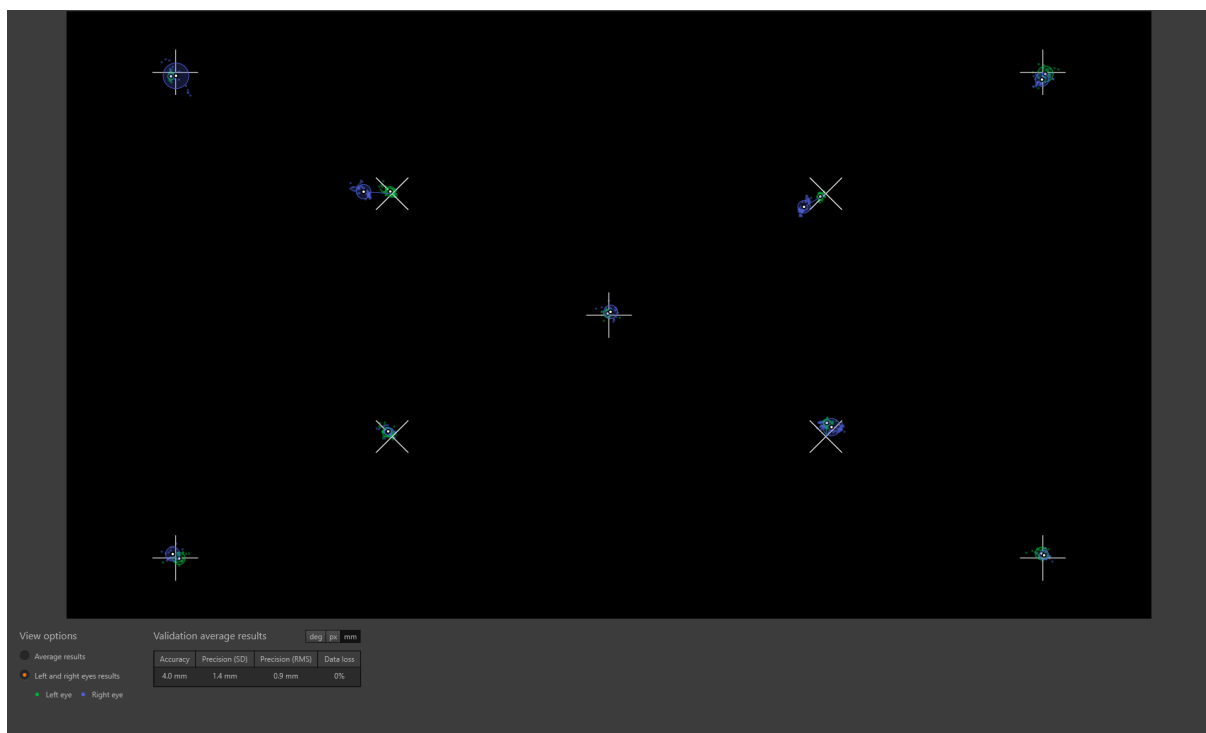 View options
Average results
Left and right eyes results
Left eye Right eye
Validation average results deg px mm
Accuracy Precision (SD) Precision (RMS) Data loss
4.0 mm 1.4 mm 0.9 mm 0%